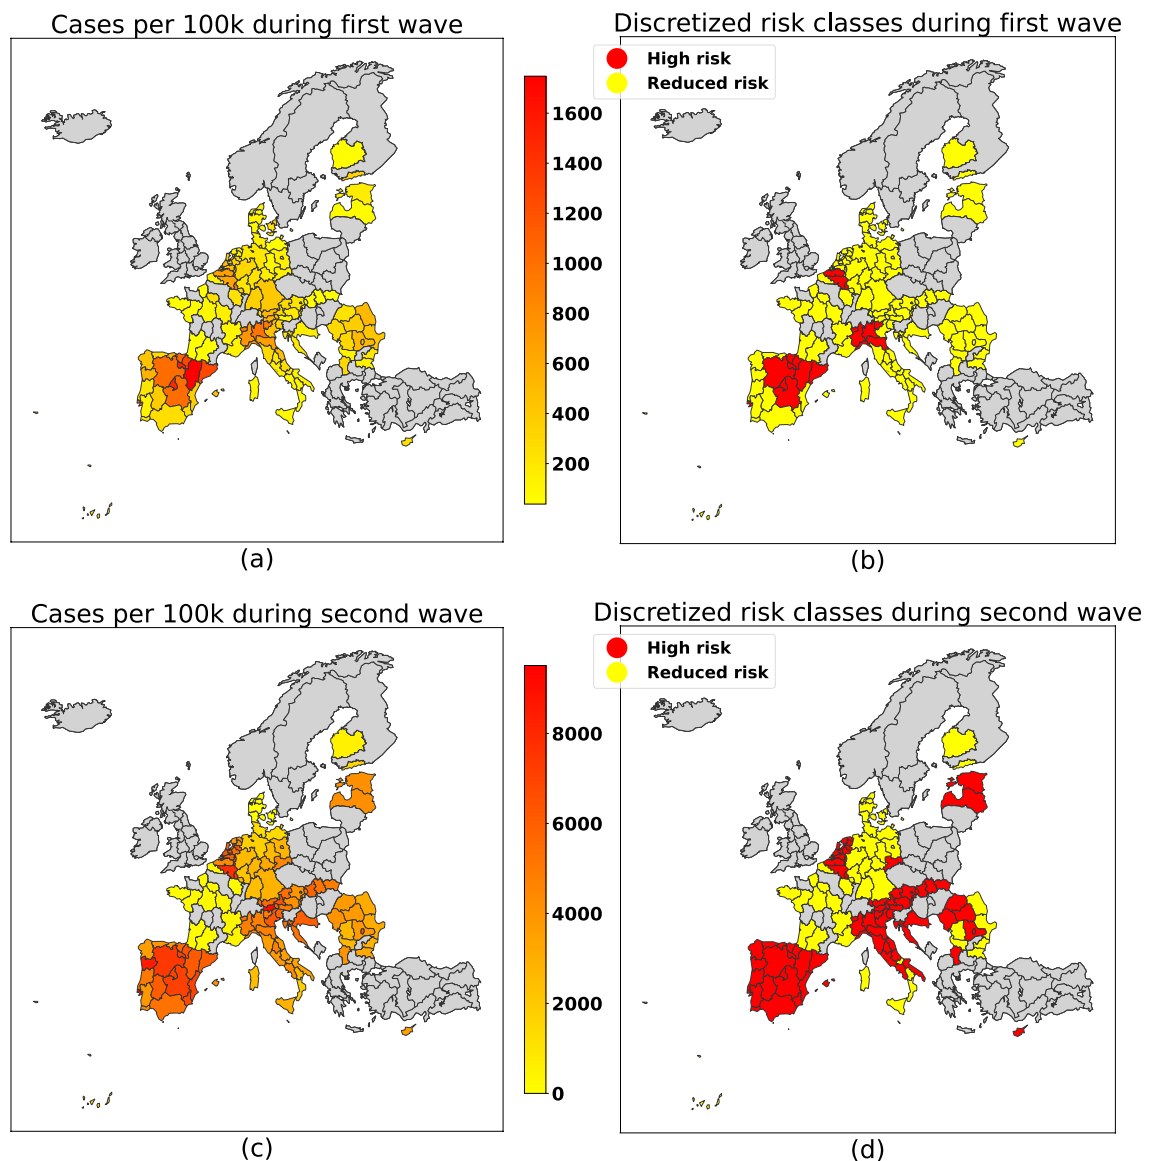 Cases per 100k during first wave
Discretized risk classes during first wave
High risk
Reduced risk
1600
1400
1200
1000
800
600
400
200
(a)
(b)
Cases per 100k during second wave
Discretized risk classes during second wave
High risk
Reduced risk
8000
6000
4000
2000
0
(c)
(d)